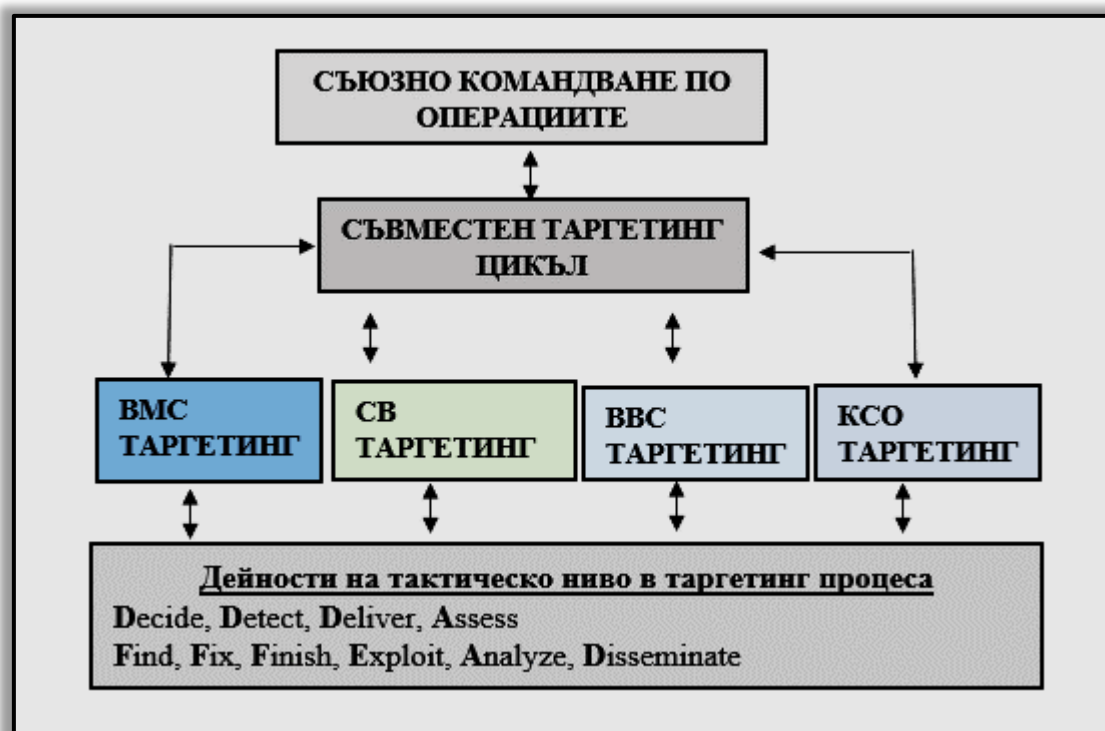 СЪЮЗНО КОМАНДВАНЕ ПО
ОПЕРАЦИИТЕ
СЪВМЕСТЕН ТАРГЕТИНГ
ЦИКЪЛ
ВМС
ТАРГЕТИНГ
СВ
ТАРГЕТИНГ
ВВС
ТАРГЕТИНГ
КСО
ТАРГЕТИНГ
Дейности на тактическо ниво в таргетинг процеса
Decide, Detect, Deliver, Assess
Find, Fix, Finish, Exploit, Analyze, Disseminate